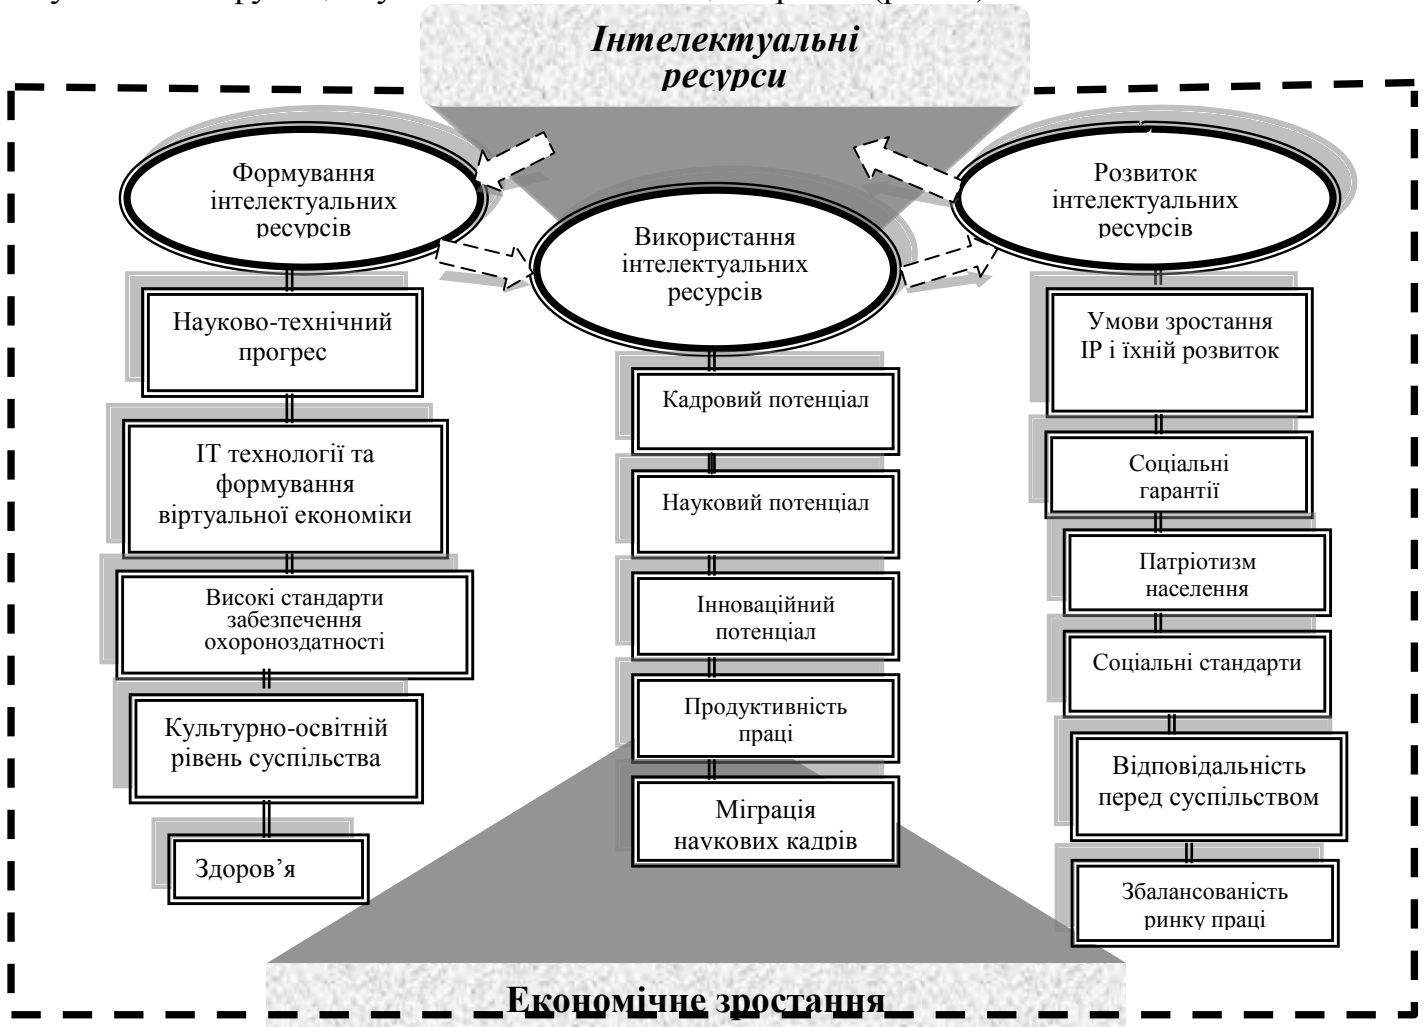 Інтелектуальні
ресурси
Формування
інтелектуальних
ресурсів
Науково-технічний
прогрес
ІТ технології та
формування
віртуальної економіки
Високі стандарти
забезпечення
охороноздатності
Культурно-освітній
рівень суспільства
Здоров’я
Використання
інтелектуальних
ресурсів
Кадровий потенціал
Науковий потенціал
Інноваційний
потенціал
Продуктивність
праці
Міграція
наукових кадрів
Розвиток
інтелектуальних
ресурсів
Умови зростання
ІР і їхній розвиток
Соціальні
гарантії
Патріотизм
населення
Соціальні стандарти
Відповідальність
перед суспільством
Збалансованість
ринку праці
Економічне зростання